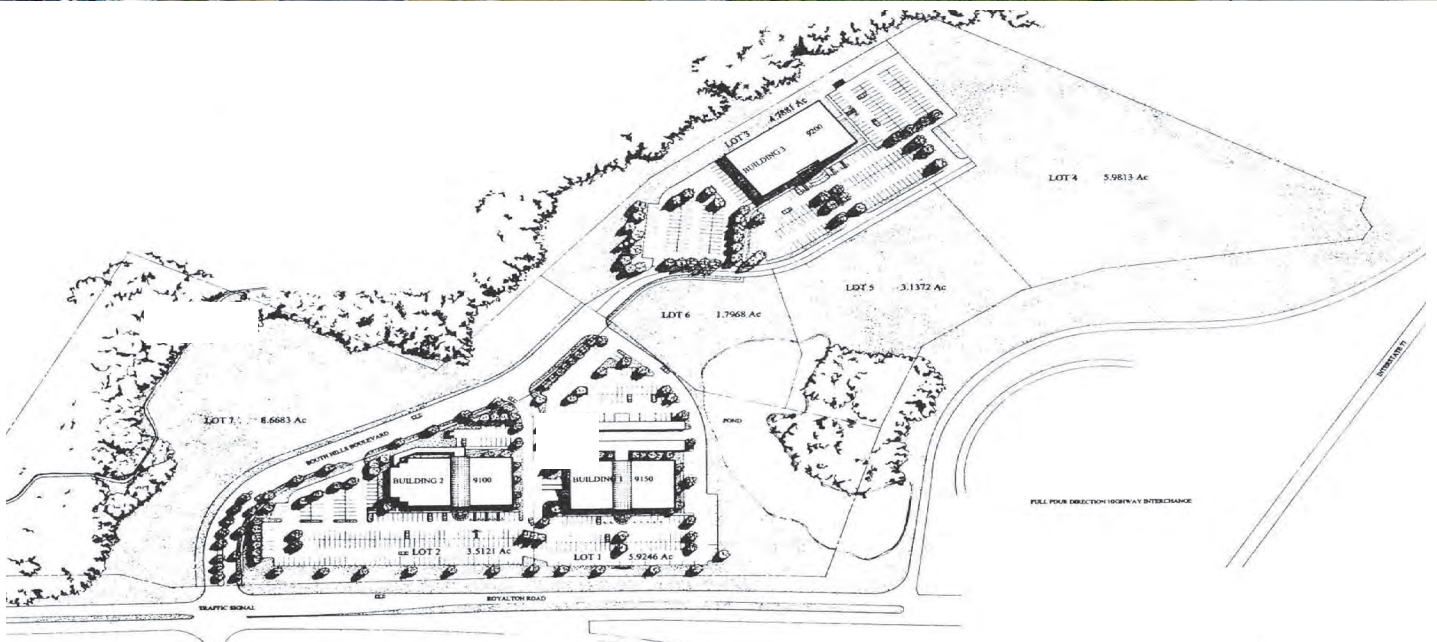 LOT 3 4.7881 Ac
BUILDING 3 9200
LOT 4 5.9813 Ac
LOT 5 3.1372 Ac
LOT 6 1.7968 Ac
INTERSTATE 71
LOT 7 8.6683 Ac
SOUTH HILLS BOULEVARD
POND
BUILDING 2 9100
BUILDING 1 9150
FULL FOUR DIRECTION HIGHWAY INTERCHANGE
LOT 2 3.5121 Ac
LOT 1 5.9246 Ac
ROYALTON ROAD
TRAFFIC SIGNAL